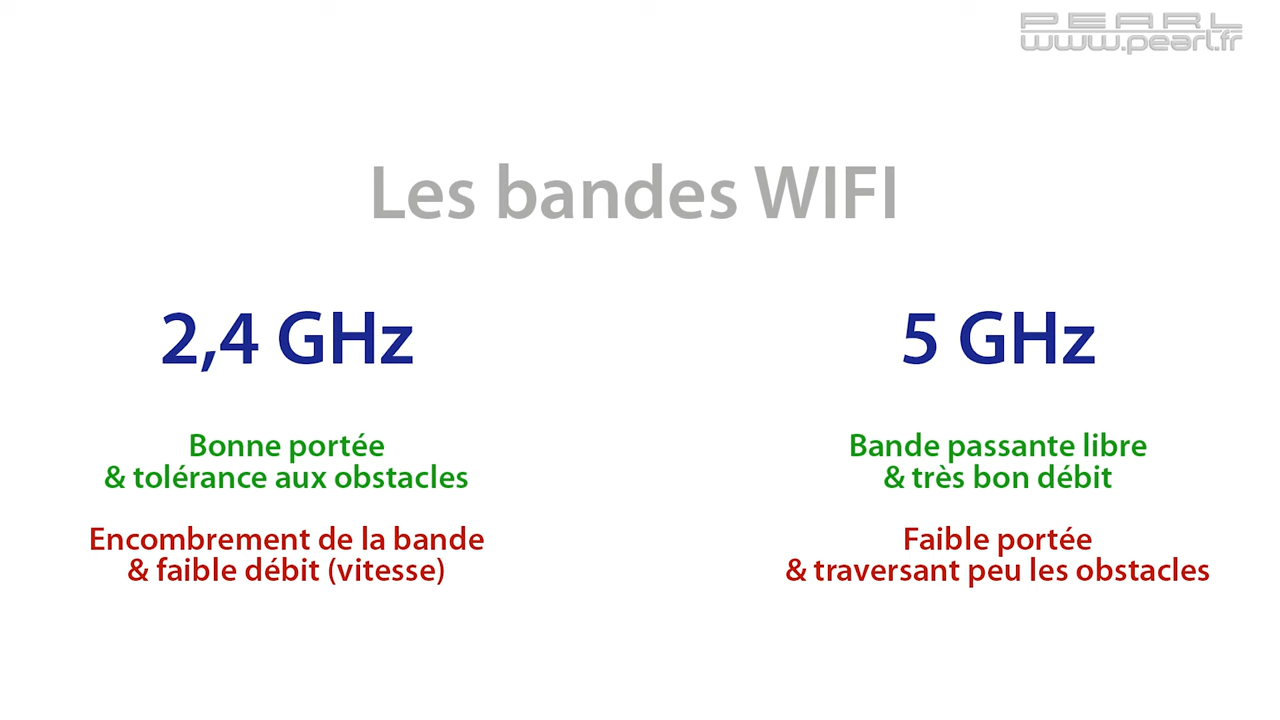 PEARL
www.pearl.fr
Les bandes WIFI
2,4 GHz
Bonne portée
& tolérance aux obstacles
Encombrement de la bande
& faible débit (vitesse)
5 GHz
Bande passante libre
& très bon débit
Faible portée
& traversant peu les obstacles